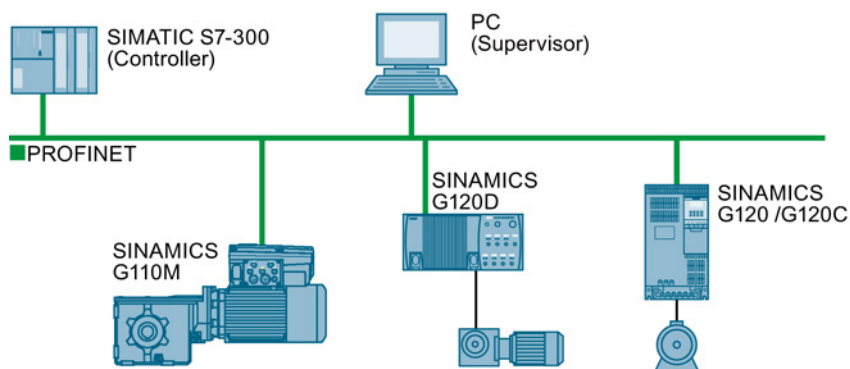 SIMATIC S7-300
(Controller)
PC
(Supervisor)
PROFINET
SINAMICS
G110M
SINAMICS
G120D
SINAMICS
G120 /G120C